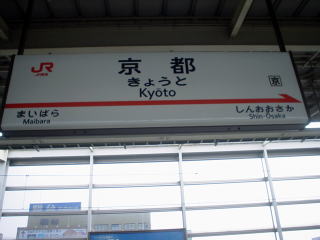 JR
京都
きょうと
Kyōto
京
まいばら
Maibara
しんおおさか
Shin-Osaka